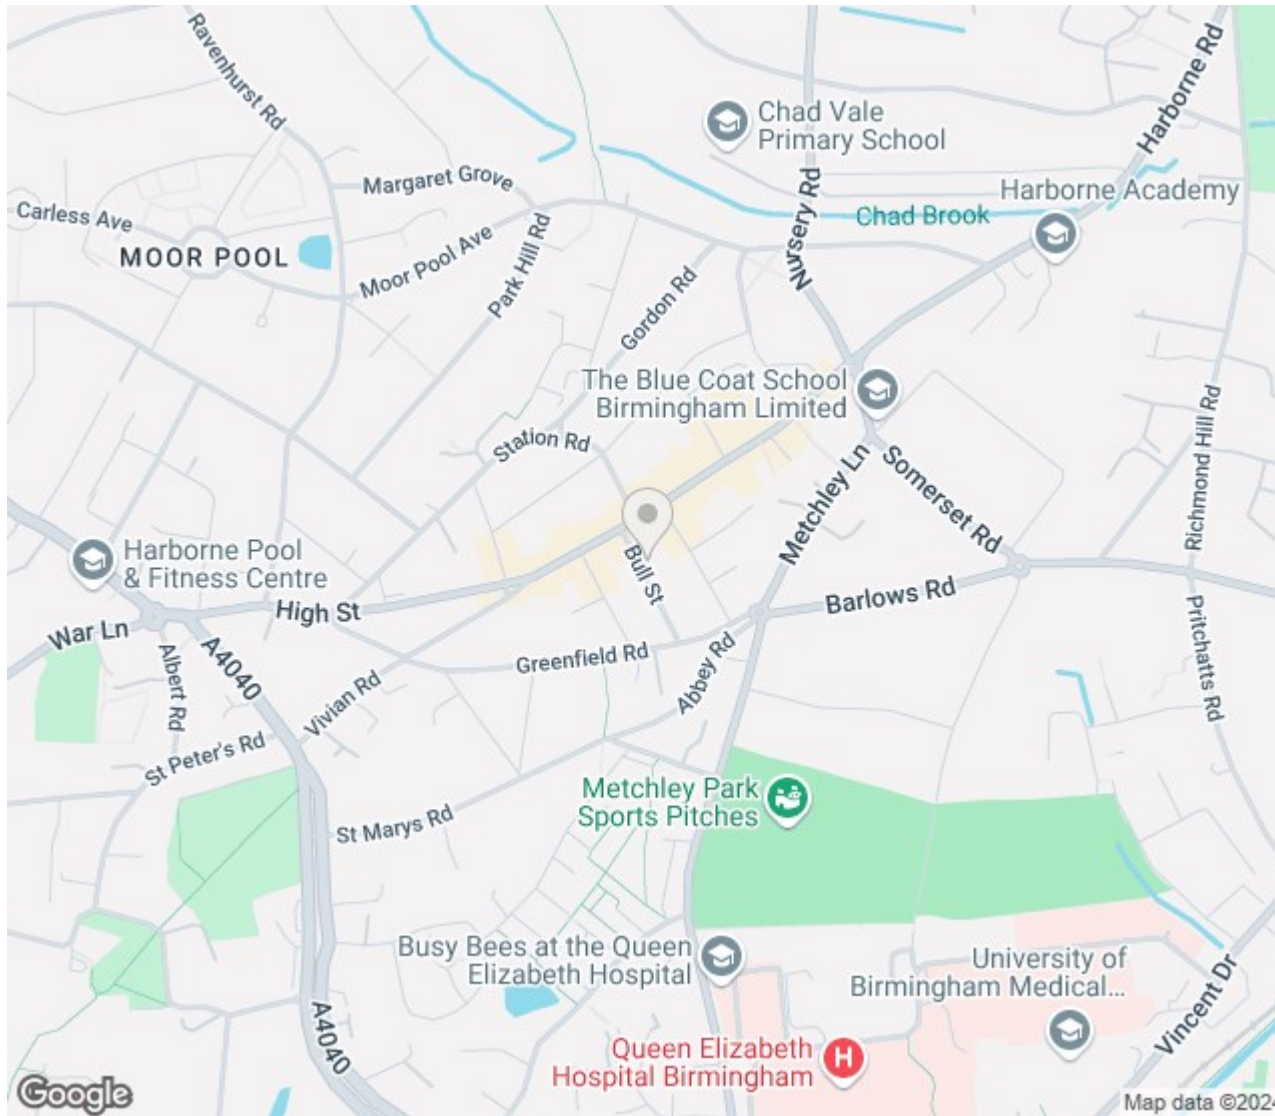 Ravenhurst Rd
Chad Vale
Primary School
Harborne Rd
Margaret Grove
Nursery Rd
Harborne Academy
Carless Ave
Chad Brook
MOOR POOL
Moor Pool Ave
Park Hill Rd
Gordon Rd
The Blue Coat School
Birmingham Limited
Station Rd
Metchley Ln
Somerset Rd
Richmond Hill Rd
Harborne Pool
& Fitness Centre
Bull St
High St
Barlows Rd
War Ln
Albert Rd
A4040
Greenfield Rd
Abbey Rd
Pritchatts Rd
Vivian Rd
St Peter's Rd
Metchley Park
Sports Pitches
St Marys Rd
Busy Bees at the Queen
Elizabeth Hospital
University of
Birmingham Medical...
Vincent Dr
A4040
Queen Elizabeth
Hospital Birmingham
H
Google
Map data ©2024